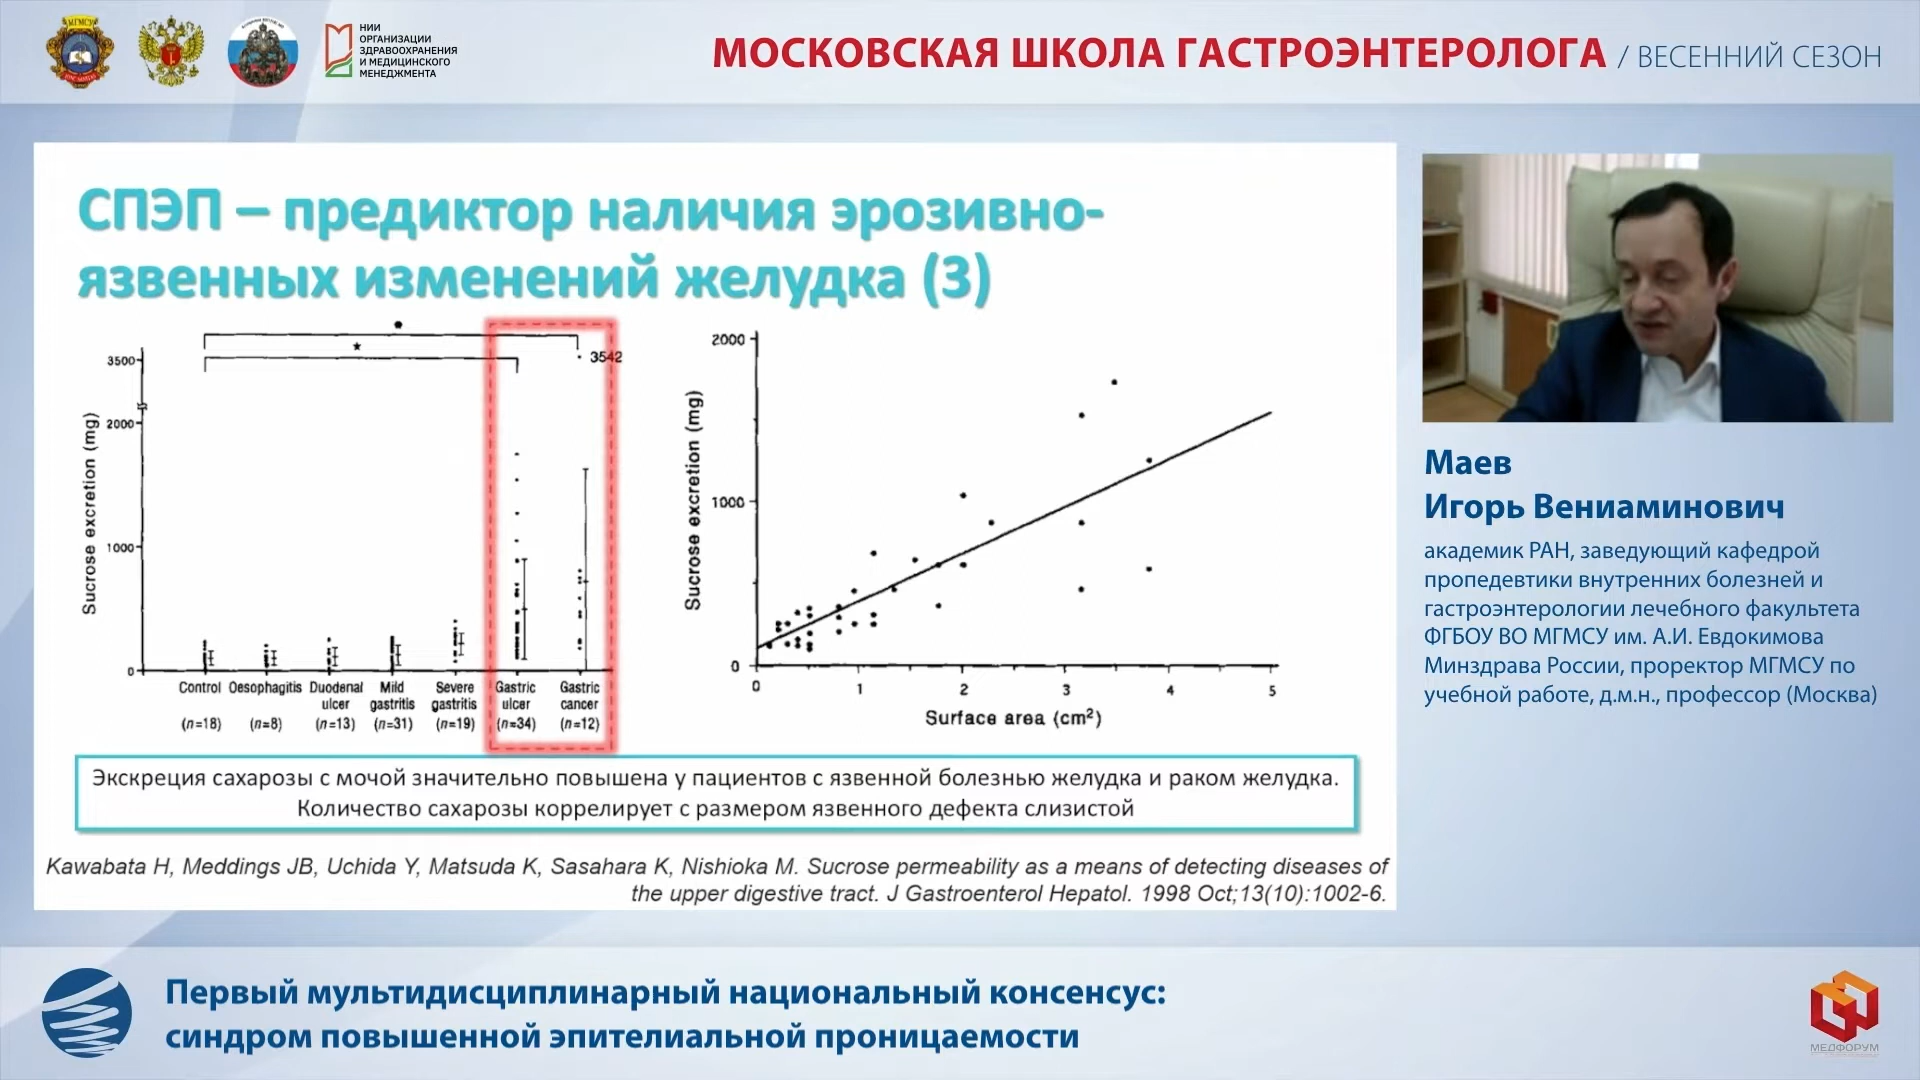 НИИ
ОРГАНИЗАЦИИ
ЗДРАВООХРАНЕНИЯ
И МЕДИЦИНСКОГО
МЕНЕДЖМЕНТА
МОСКОВСКАЯ ШКОЛА ГАСТРОЭНТЕРОЛОГА / ВЕСЕННИЙ СЕЗОН
СПЭП – предиктор наличия эрозивно-
язвенных изменений желудка (3)
Sucrose excretion (mg)
3500
2000
1000
0
3542
Control Oesophagitis Duodenal Mild Severe Gastric Gastric
ulcer gastritis gastritis ulcer cancer
(n=18) (n=8) (n=13) (n=31) (n=19) (n=34) (n=12)
Sucrose excretion (mg)
2000
1000
0
0 1 2 3 4 5
Surface area (cm²)
Экскреция сахарозы с мочой значительно повышена у пациентов с язвенной болезнью желудка и раком желудка.
Количество сахарозы коррелирует с размером язвенного дефекта слизистой
Kawabata H, Meddings JB, Uchida Y, Matsuda K, Sasahara K, Nishioka M. Sucrose permeability as a means of detecting diseases of
the upper digestive tract. J Gastroenterol Hepatol. 1998 Oct;13(10):1002-6.
Маев
Игорь Вениаминович
академик РАН, заведующий кафедрой
пропедевтики внутренних болезней и
гастроэнтерологии лечебного факультета
ФГБОУ ВО МГМСУ им. А.И. Евдокимова
Минздрава России, проректор МГМСУ по
учебной работе, д.м.н., профессор (Москва)
Первый мультидисциплинарный национальный консенсус:
синдром повышенной эпителиальной проницаемости
МЕДФОРУМ